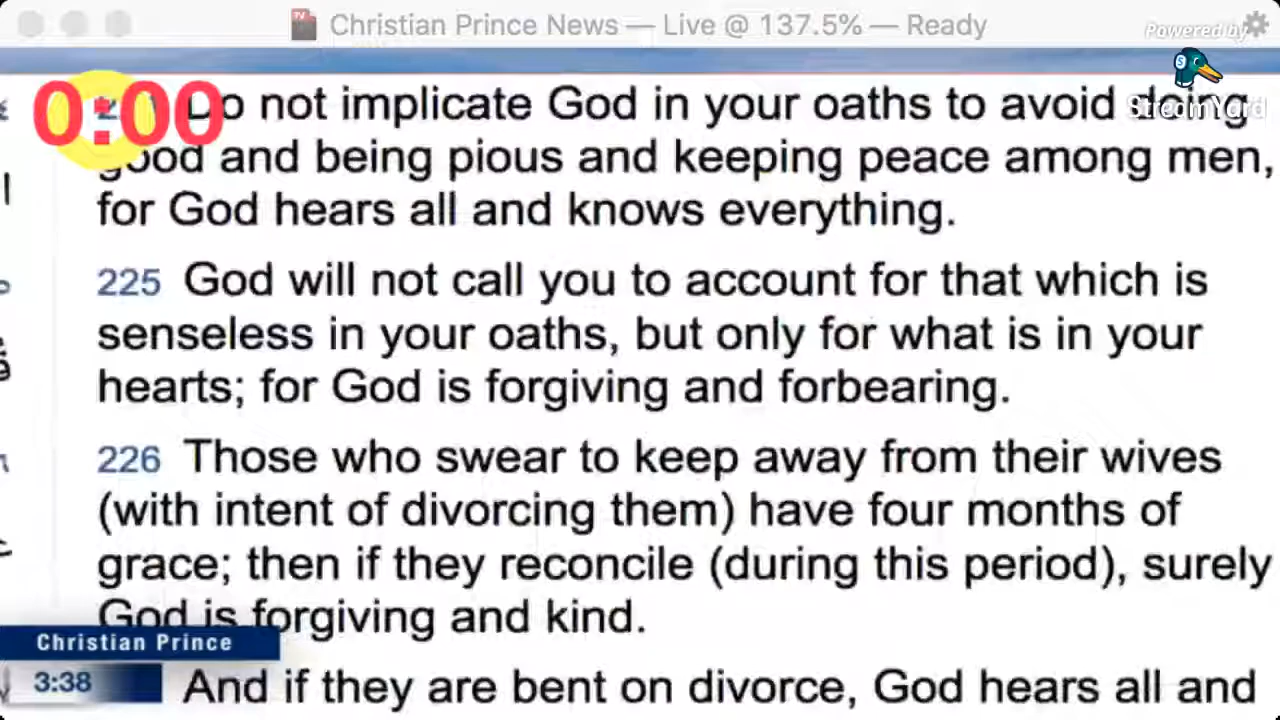 Christian Prince News — Live @ 137.5% — Ready
Powered by
StreamYard
0:00
Do not implicate God in your oaths to avoid doing
good and being pious and keeping peace among men,
for God hears all and knows everything.
225 God will not call you to account for that which is
senseless in your oaths, but only for what is in your
hearts; for God is forgiving and forbearing.
226 Those who swear to keep away from their wives
(with intent of divorcing them) have four months of
grace; then if they reconcile (during this period), surely
God is forgiving and kind.
Christian Prince
3:38
And if they are bent on divorce, God hears all and